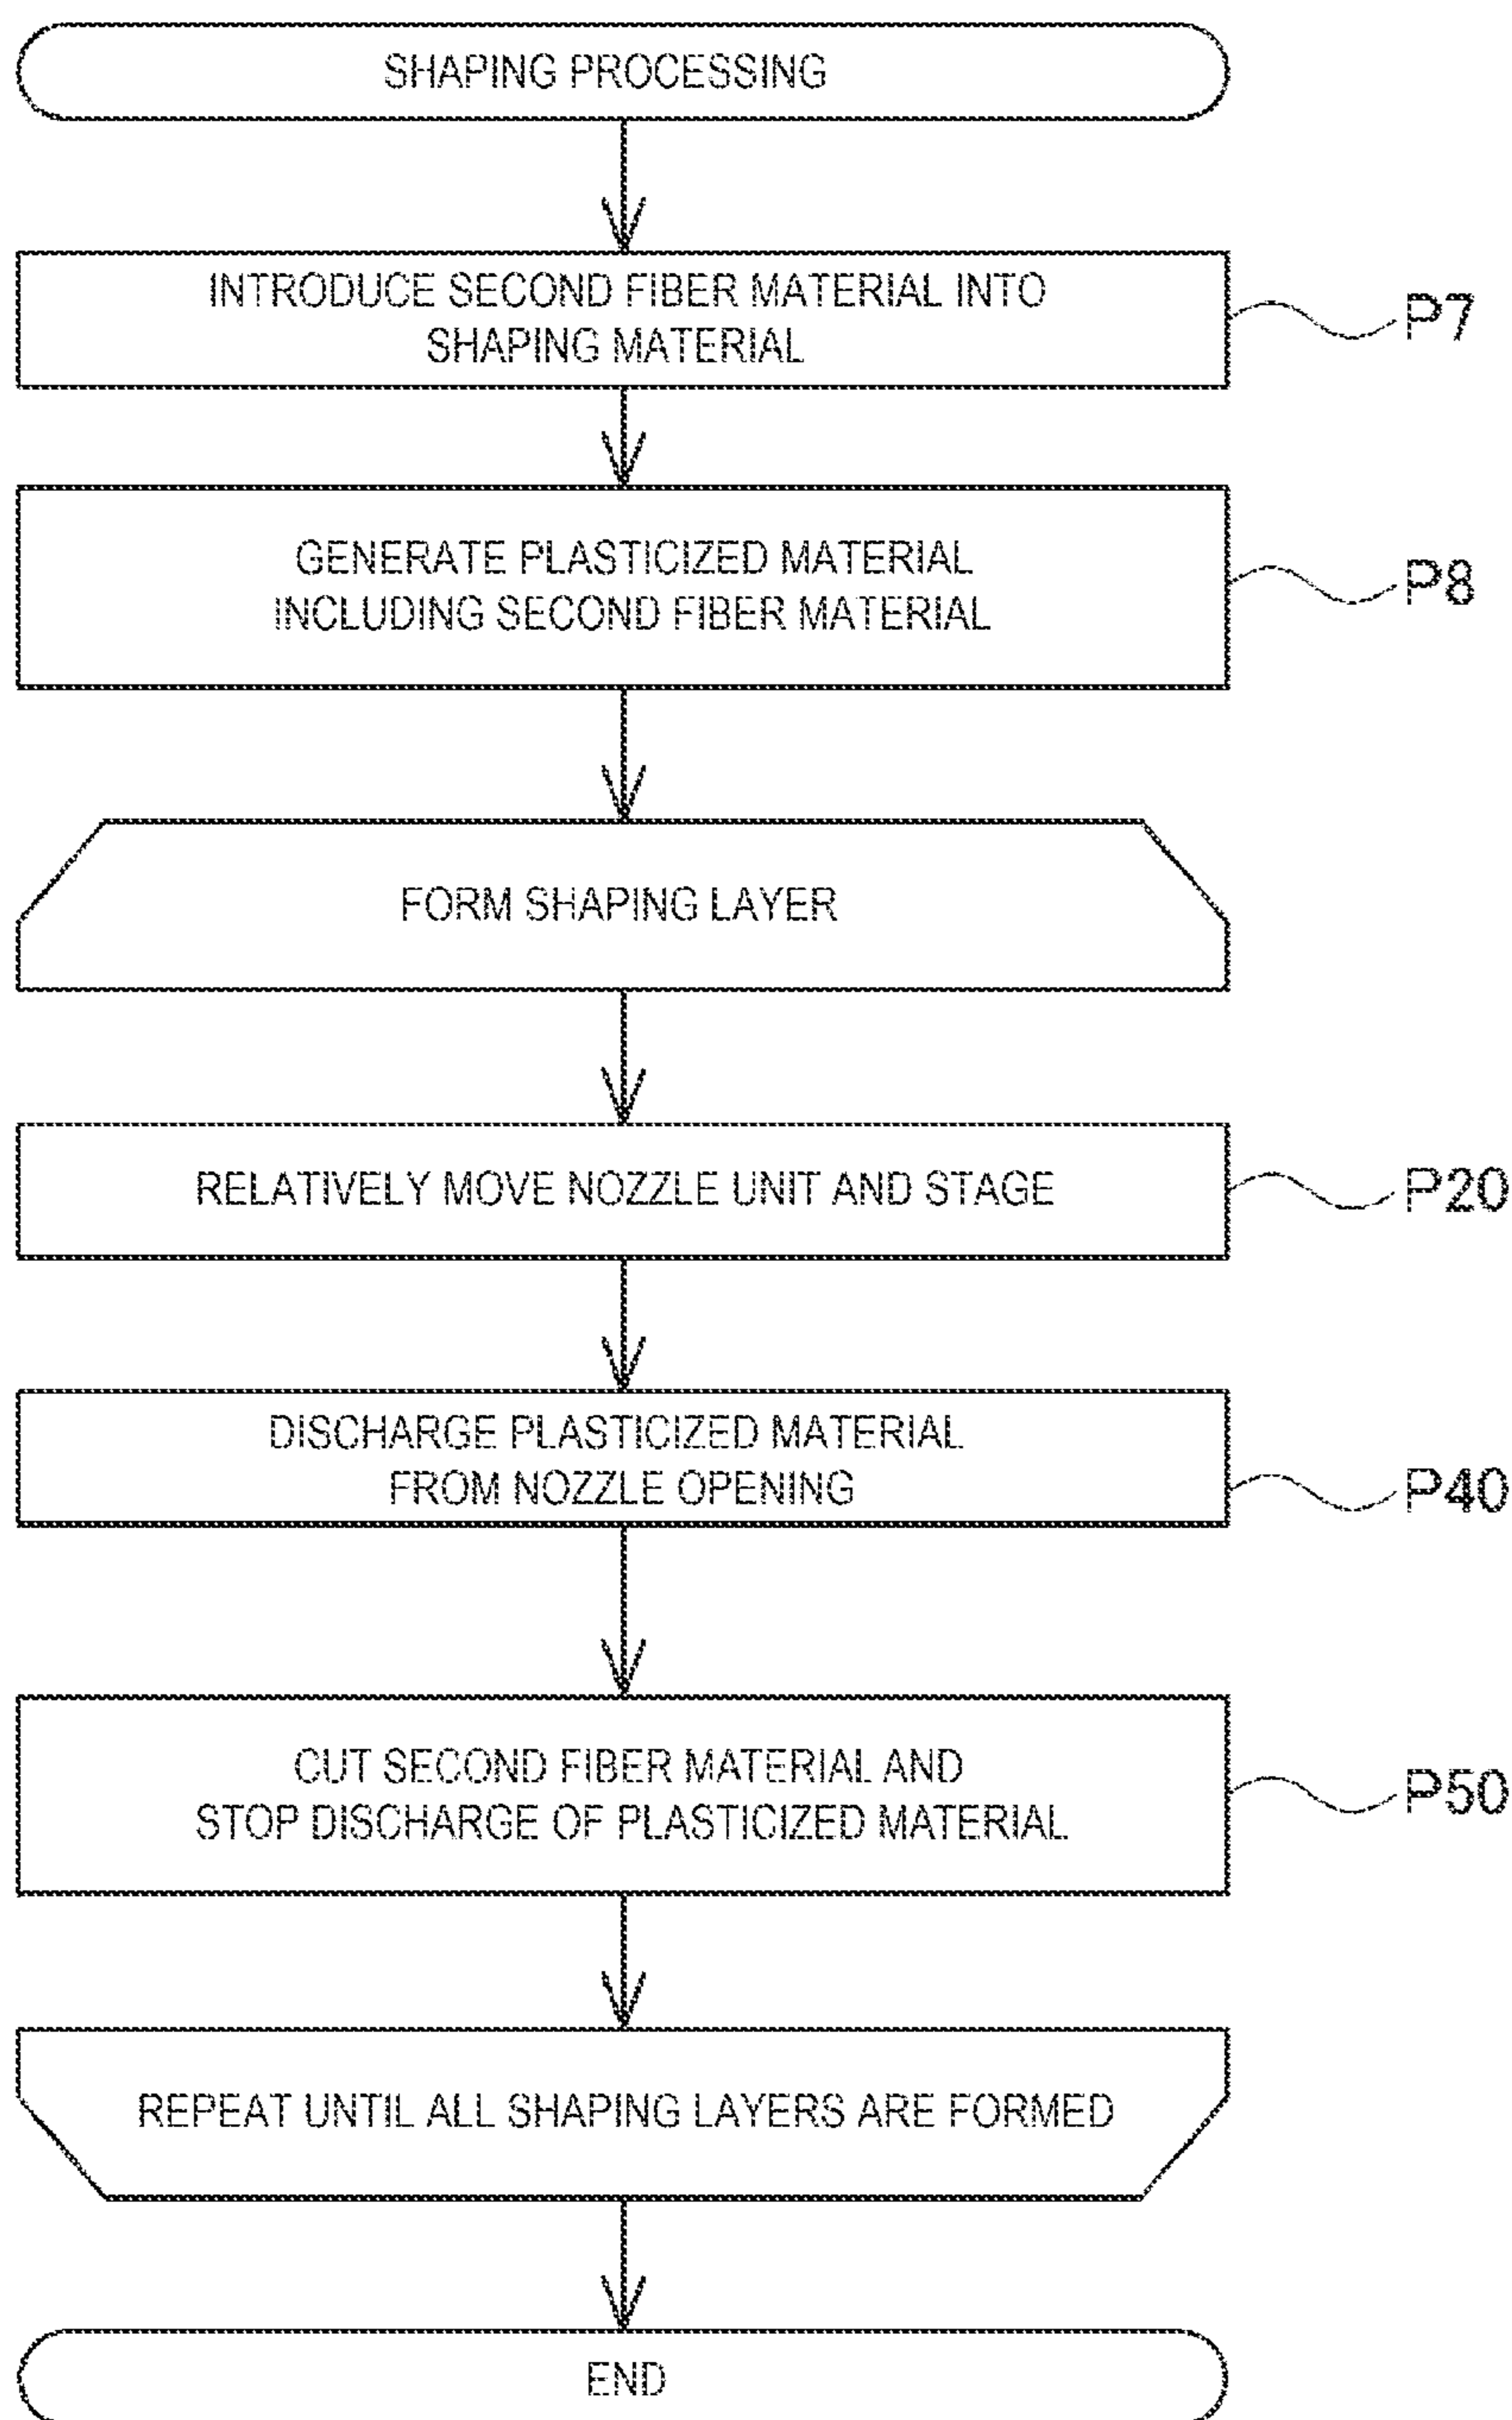 SHAPING PROCESSING
INTRODUCE SECOND FIBER MATERIAL INTO
SHAPING MATERIAL
P7
GENERATE PLASTICIZED MATERIAL
INCLUDING SECOND FIBER MATERIAL
P8
FORM SHAPING LAYER
RELATIVELY MOVE NOZZLE UNIT AND STAGE
P20
DISCHARGE PLASTICIZED MATERIAL
FROM NOZZLE OPENING
P40
CUT SECOND FIBER MATERIAL AND
STOP DISCHARGE OF PLASTICIZED MATERIAL
P50
REPEAT UNTIL ALL SHAPING LAYERS ARE FORMED
END